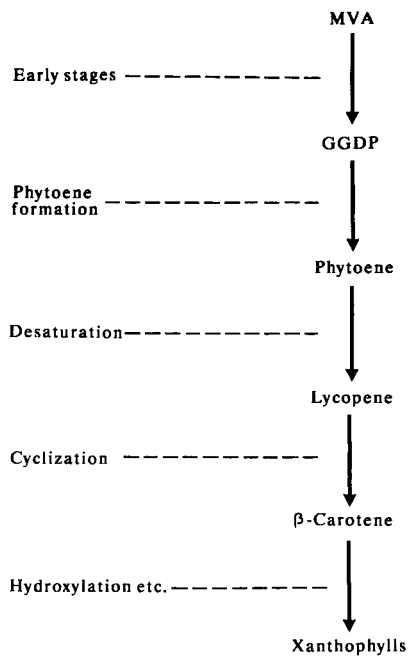 MVA
Early stages
GGDP
Phytoene
formation
Phytoene
Desaturation
Lycopene
Cyclization
β-Carotene
Hydroxylation etc.
Xanthophylls